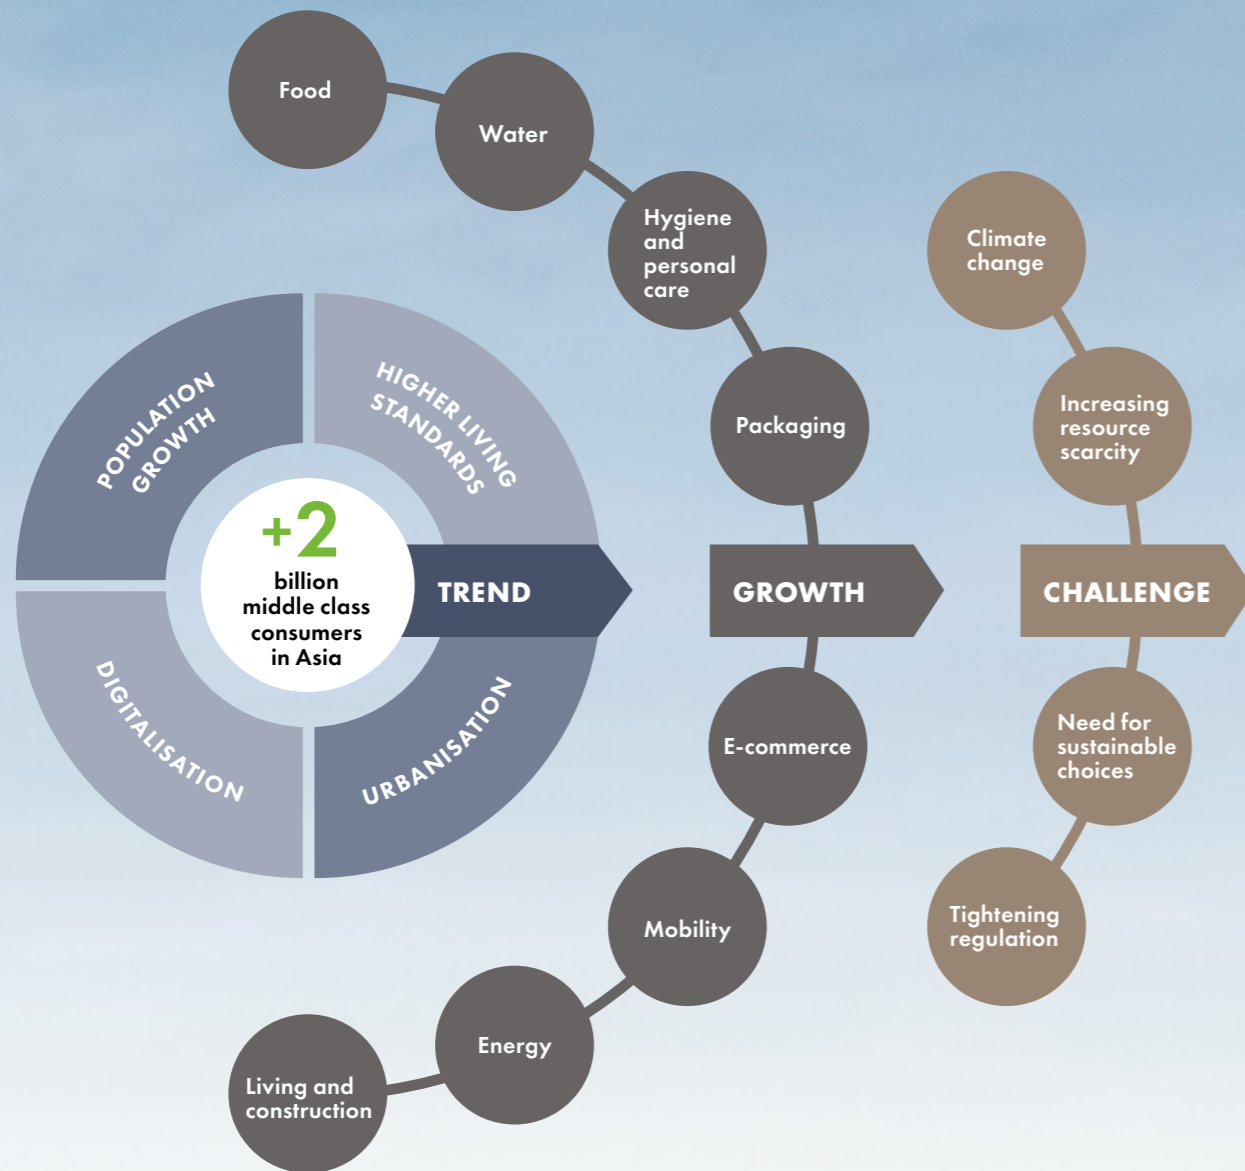 Food
Water
Hygiene
and
personal
care
Packaging
Climate
change
Increasing
resource
scarcity
POPULATION
GROWTH
HIGHER LIVING
STANDARDS
+2
billion
middle class
consumers
in Asia
TREND
GROWTH
CHALLENGE
DIGITALISATION
URBANISATION
E-commerce
Need for
sustainable
choices
Mobility
Tightening
regulation
Energy
Living and
construction